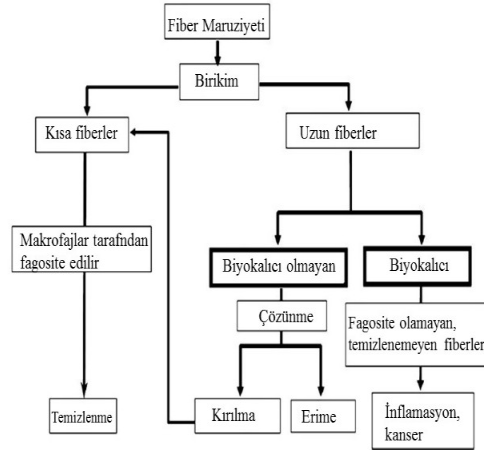 Fiber Maruziyeti
Birikim
Kısa fiberler
Uzun fiberler
Makrofajlar tarafından
fagosite edilir
Biyokalıcı olmayan
Biyokalıcı
Çözünme
Fagosite olamayan,
temizlenemeyen fiberler
Temizlenme
Kırılma
Erime
İnflamasyon,
kanser